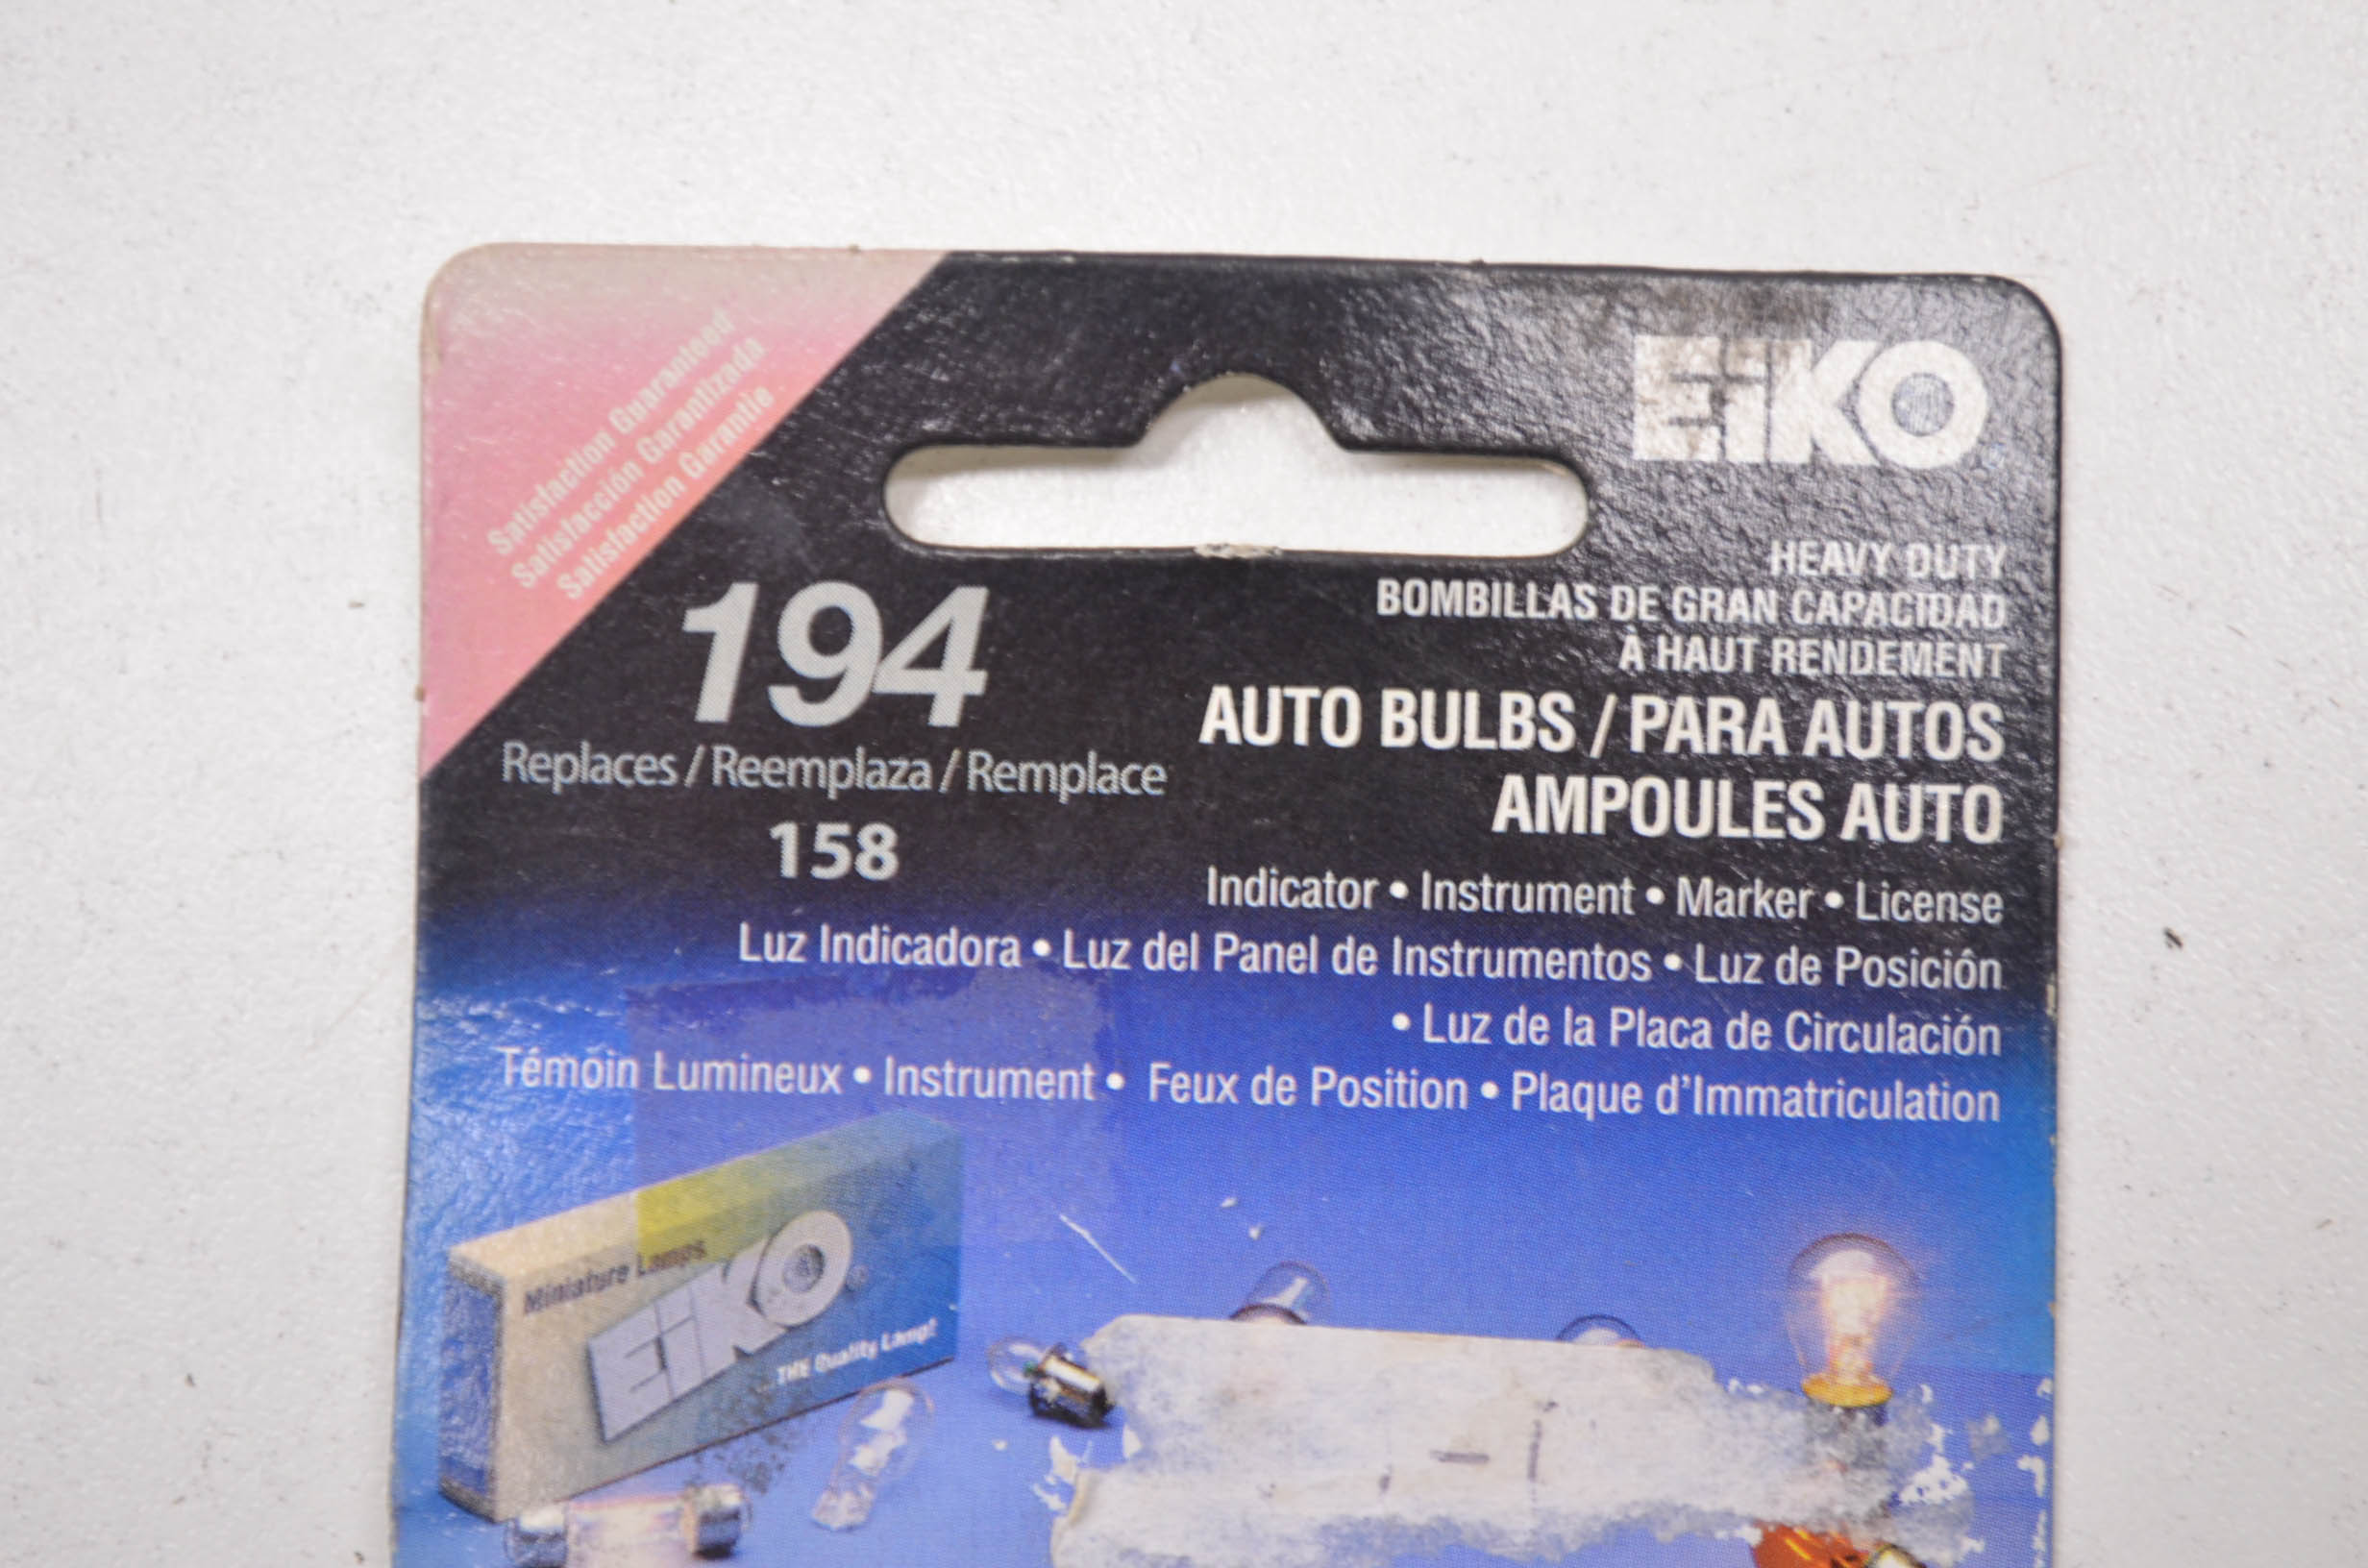 Satisfaction Guaranteed
Satisfacción Garantizada
Satisfaction Garantie
EiKO
194
Replaces / Reemplaza / Remplace
158
HEAVY DUTY
BOMBILLAS DE GRAN CAPACIDAD
À HAUT RENDEMENT
AUTO BULBS / PARA AUTOS
AMPOULES AUTO
Indicator • Instrument • Marker • License
Luz Indicadora • Luz del Panel de Instrumentos • Luz de Posición
• Luz de la Placa de Circulación
Témoin Lumineux • Instrument • Feux de Position • Plaque d'Immatriculation
Miniature Lamps
EiKO®
...THE Quality Lamp!